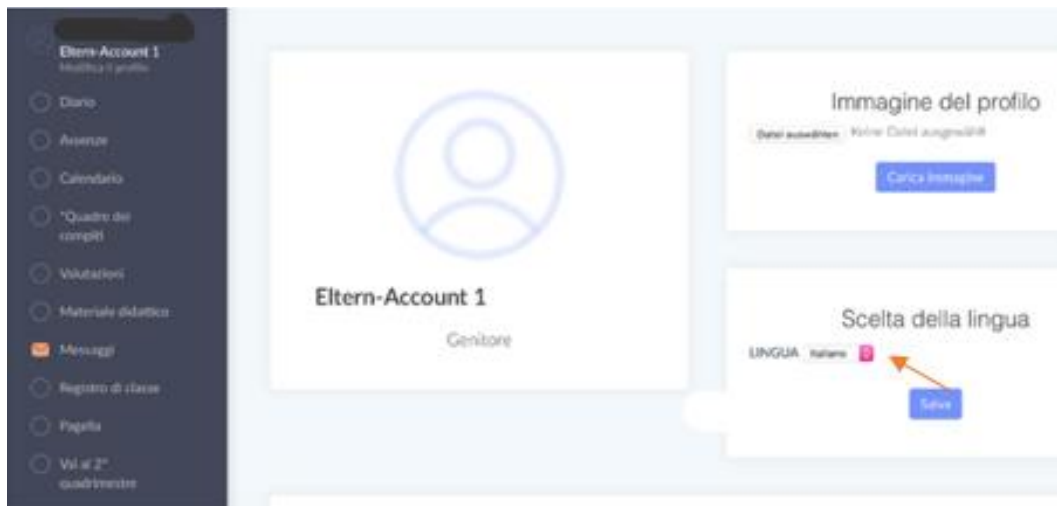 Eltern-Account 1
Modifica il profilo
Diario
Assenze
Calendario
*Quadro dei
compiti
Valutazioni
Materiale didattico
Messaggi
Registro di classe
Pagella
Vai al 2°
quadrimestre
Eltern-Account 1
Genitore
Immagine del profilo
Datei auswählen Keine Datei ausgewählt
Carica immagine
Scelta della lingua
LINGUA Italiano
Salva